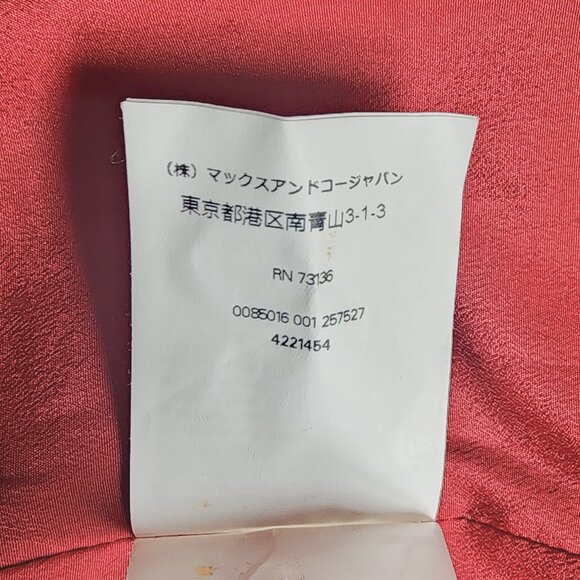 （株）マックスアンドコージャパン
東京都港区南青山3-1-3
RN 73136
0085016 001 257527
4221454